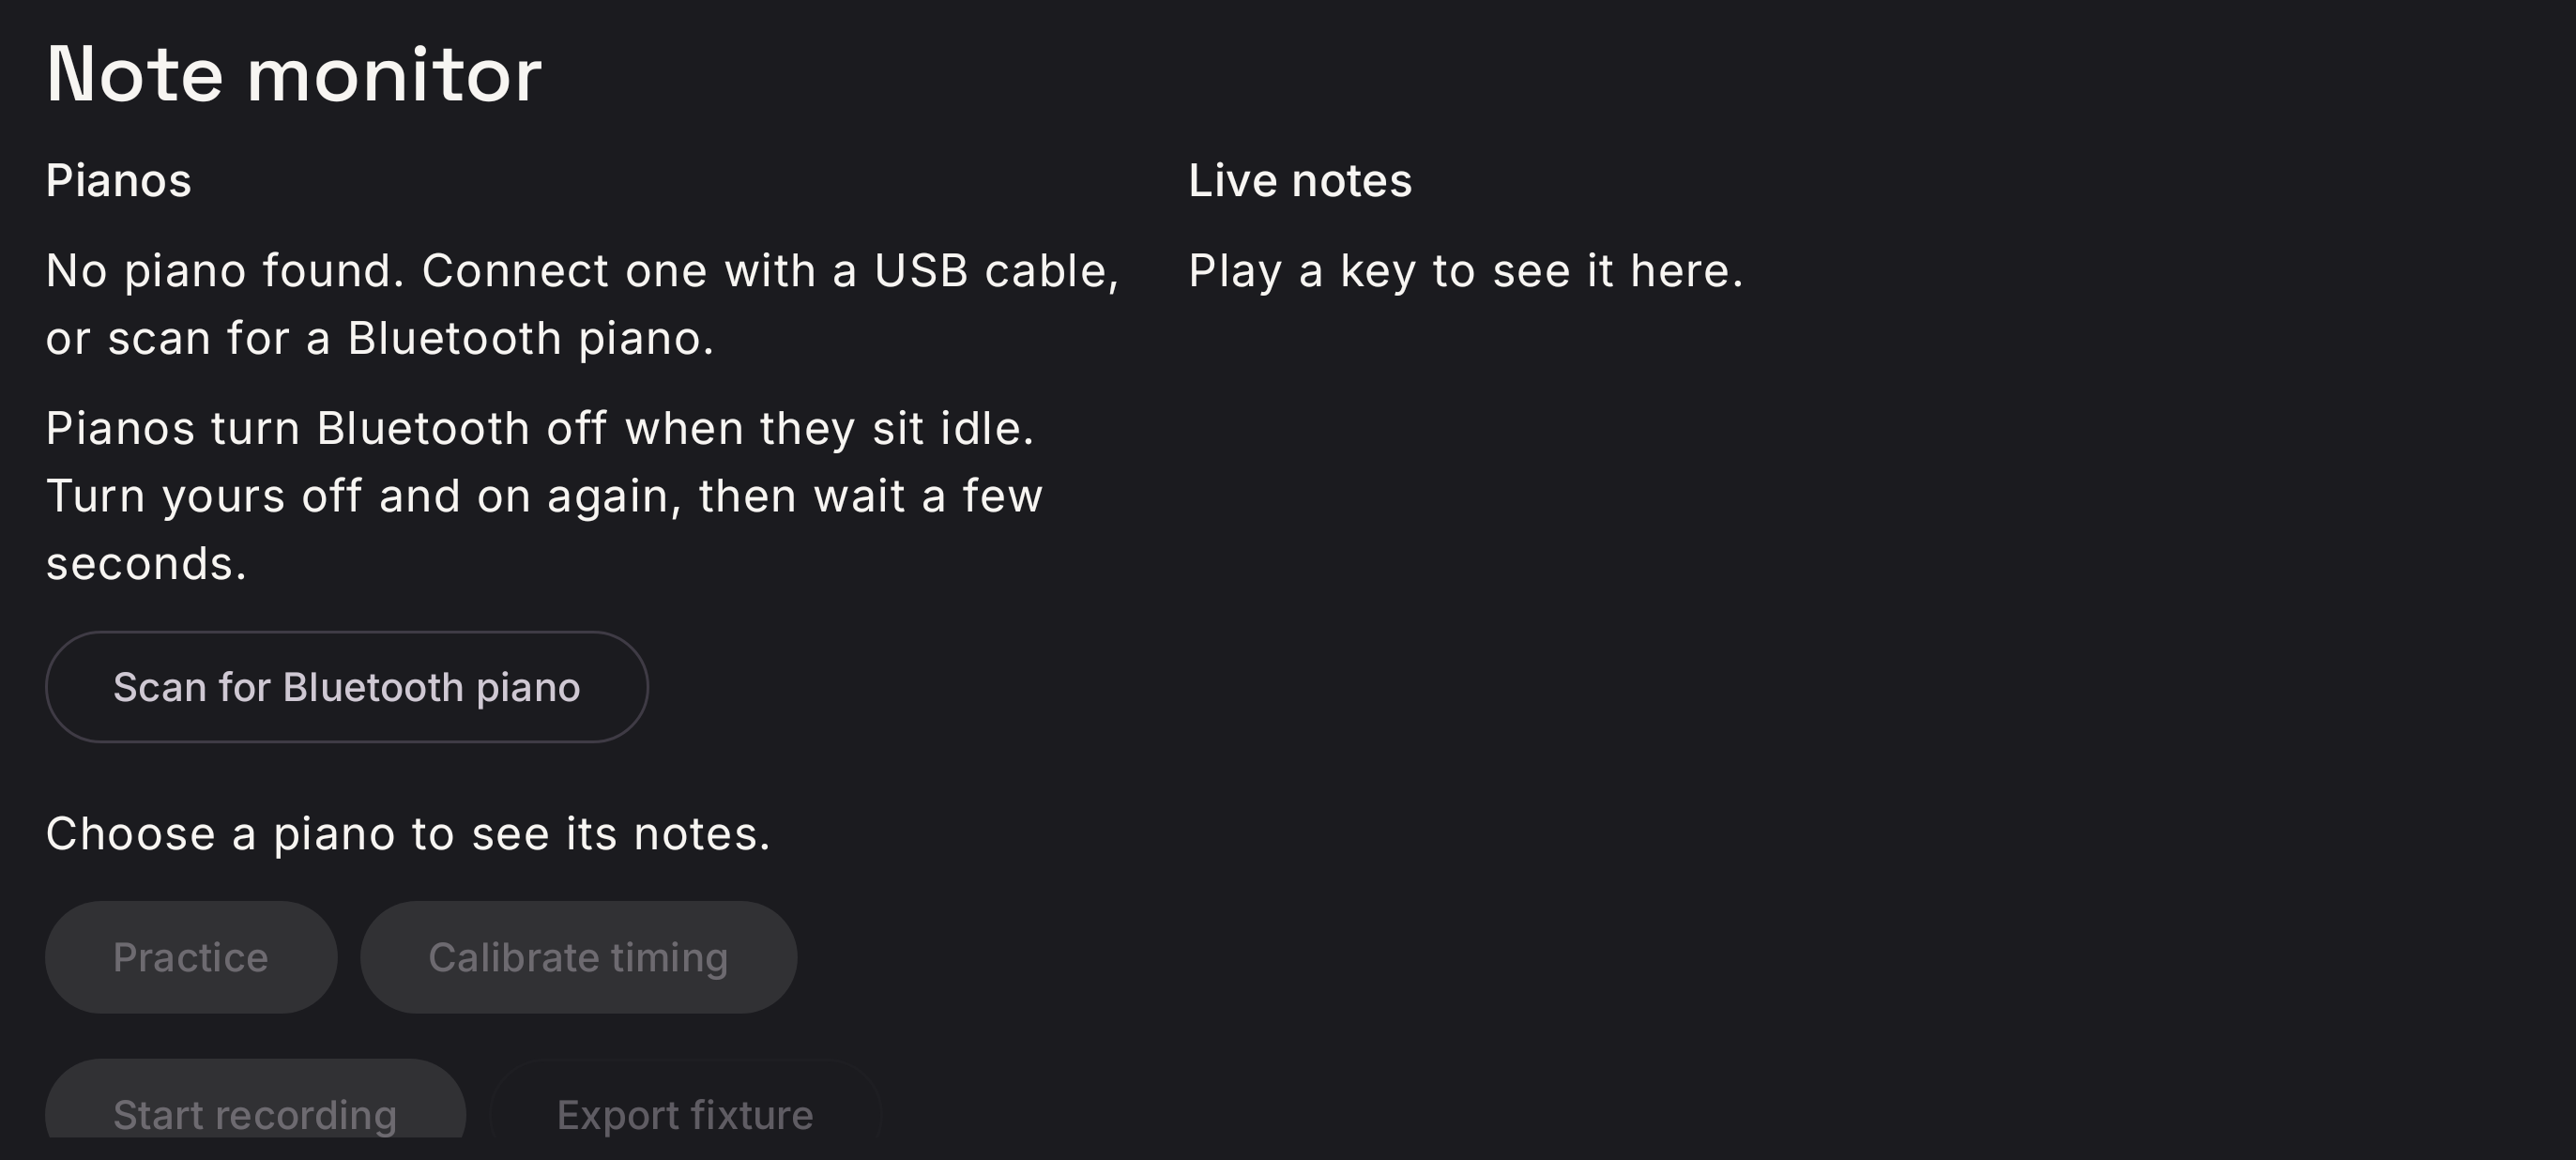 Note monitor
Pianos
No piano found. Connect one with a USB cable,
or scan for a Bluetooth piano.
Pianos turn Bluetooth off when they sit idle.
Turn yours off and on again, then wait a few
seconds.
Scan for Bluetooth piano
Choose a piano to see its notes.
Practice
Calibrate timing
Start recording
Export fixture
Live notes
Play a key to see it here.